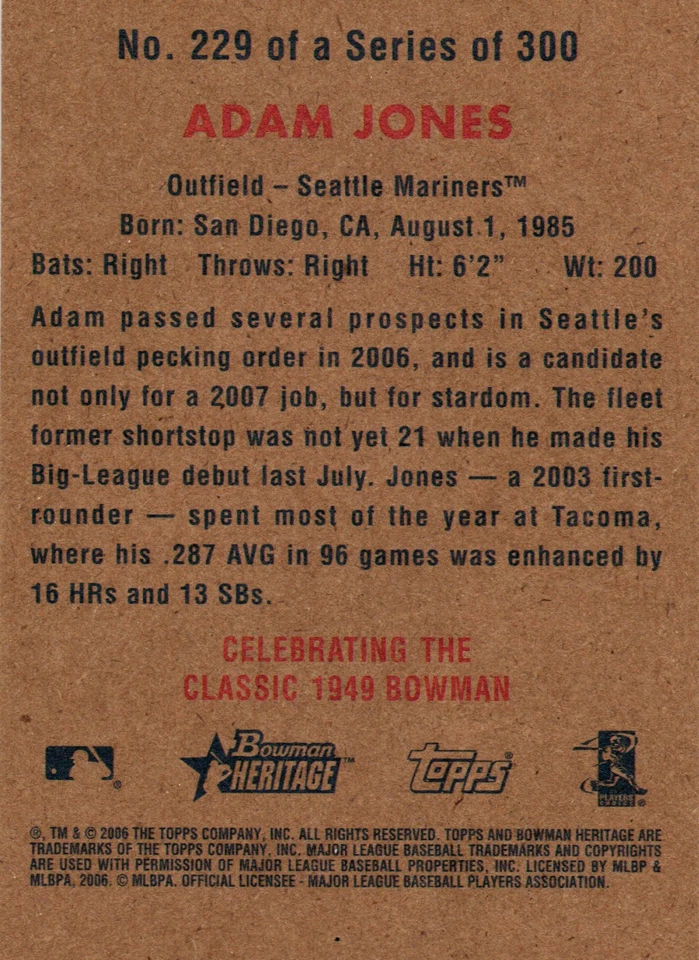 No. 229 of a Series of 300
ADAM JONES
Outfield – Seattle Mariners™
Born: San Diego, CA, August 1, 1985
Bats: Right Throws: Right Ht: 6'2" Wt: 200
Adam passed several prospects in Seattle's
outfield pecking order in 2006, and is a candidate
not only for a 2007 job, but for stardom. The fleet
former shortstop was not yet 21 when he made his
Big-League debut last July. Jones — a 2003 first-
rounder — spent most of the year at Tacoma,
where his .287 AVG in 96 games was enhanced by
16 HRs and 13 SBs.
CELEBRATING THE
CLASSIC 1949 BOWMAN
Bowman
HERITAGE™
topps®
PLAYERS
CHOICE®
®, TM & © 2006 THE TOPPS COMPANY, INC. ALL RIGHTS RESERVED. TOPPS AND BOWMAN HERITAGE ARE
TRADEMARKS OF THE TOPPS COMPANY, INC. MAJOR LEAGUE BASEBALL TRADEMARKS AND COPYRIGHTS
ARE USED WITH PERMISSION OF MAJOR LEAGUE BASEBALL PROPERTIES, INC. LICENSED BY MLBP &
MLBPA, 2006. © MLBPA. OFFICIAL LICENSEE - MAJOR LEAGUE BASEBALL PLAYERS ASSOCIATION.